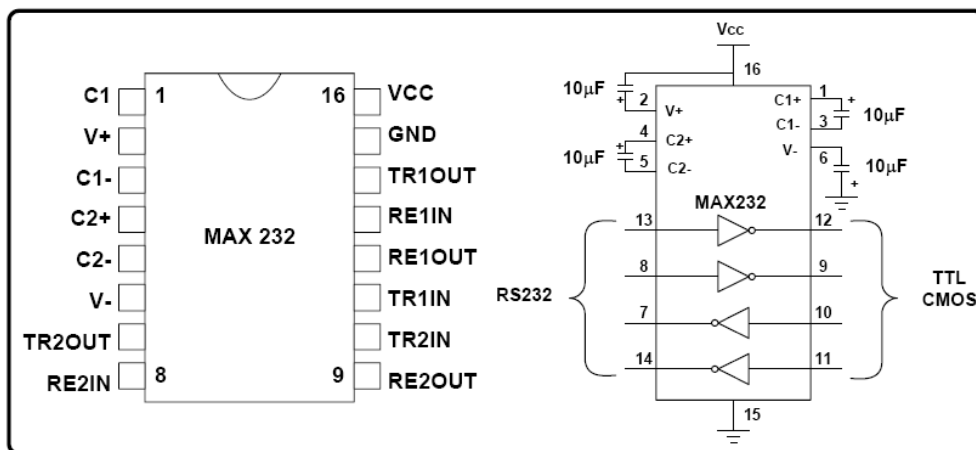 C1
V+
C1-
C2+
C2-
V-
TR2OUT
RE2IN
1
16
MAX 232
8
9
VCC
GND
TR1OUT
RE1IN
RE1OUT
TR1IN
TR2IN
RE2OUT
Vcc
16
10µF
+
2
V+
4
C2+
+
10µF
5
C2-
1
C1+
+
10µF
C1-
3
V-
6
10µF
+
MAX232
13
12
8
9
RS232
TTL
CMOS
7
10
14
11
15